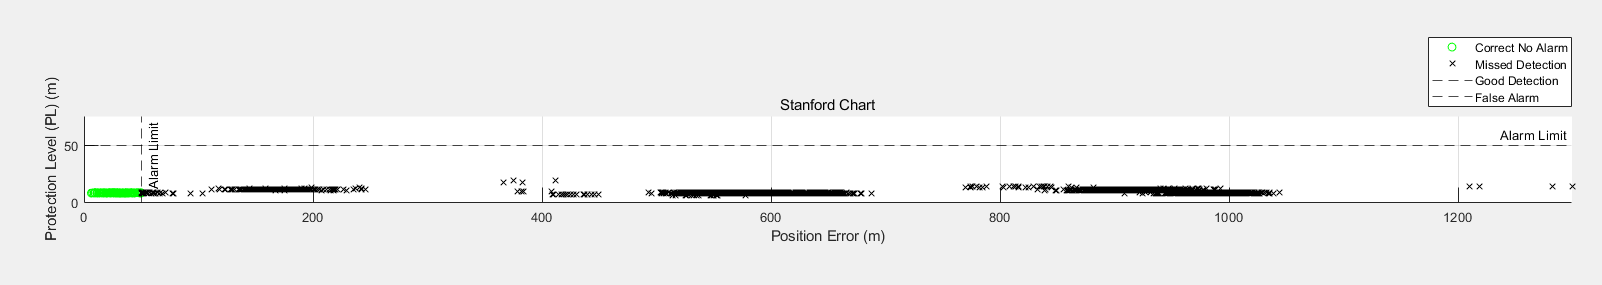 Correct No Alarm
Missed Detection
Good Detection
False Alarm
Stanford Chart
Protection Level (PL) (m)
50
0
Alarm Limit
Alarm Limit
0
200
400
600
800
1000
1200
Position Error (m)